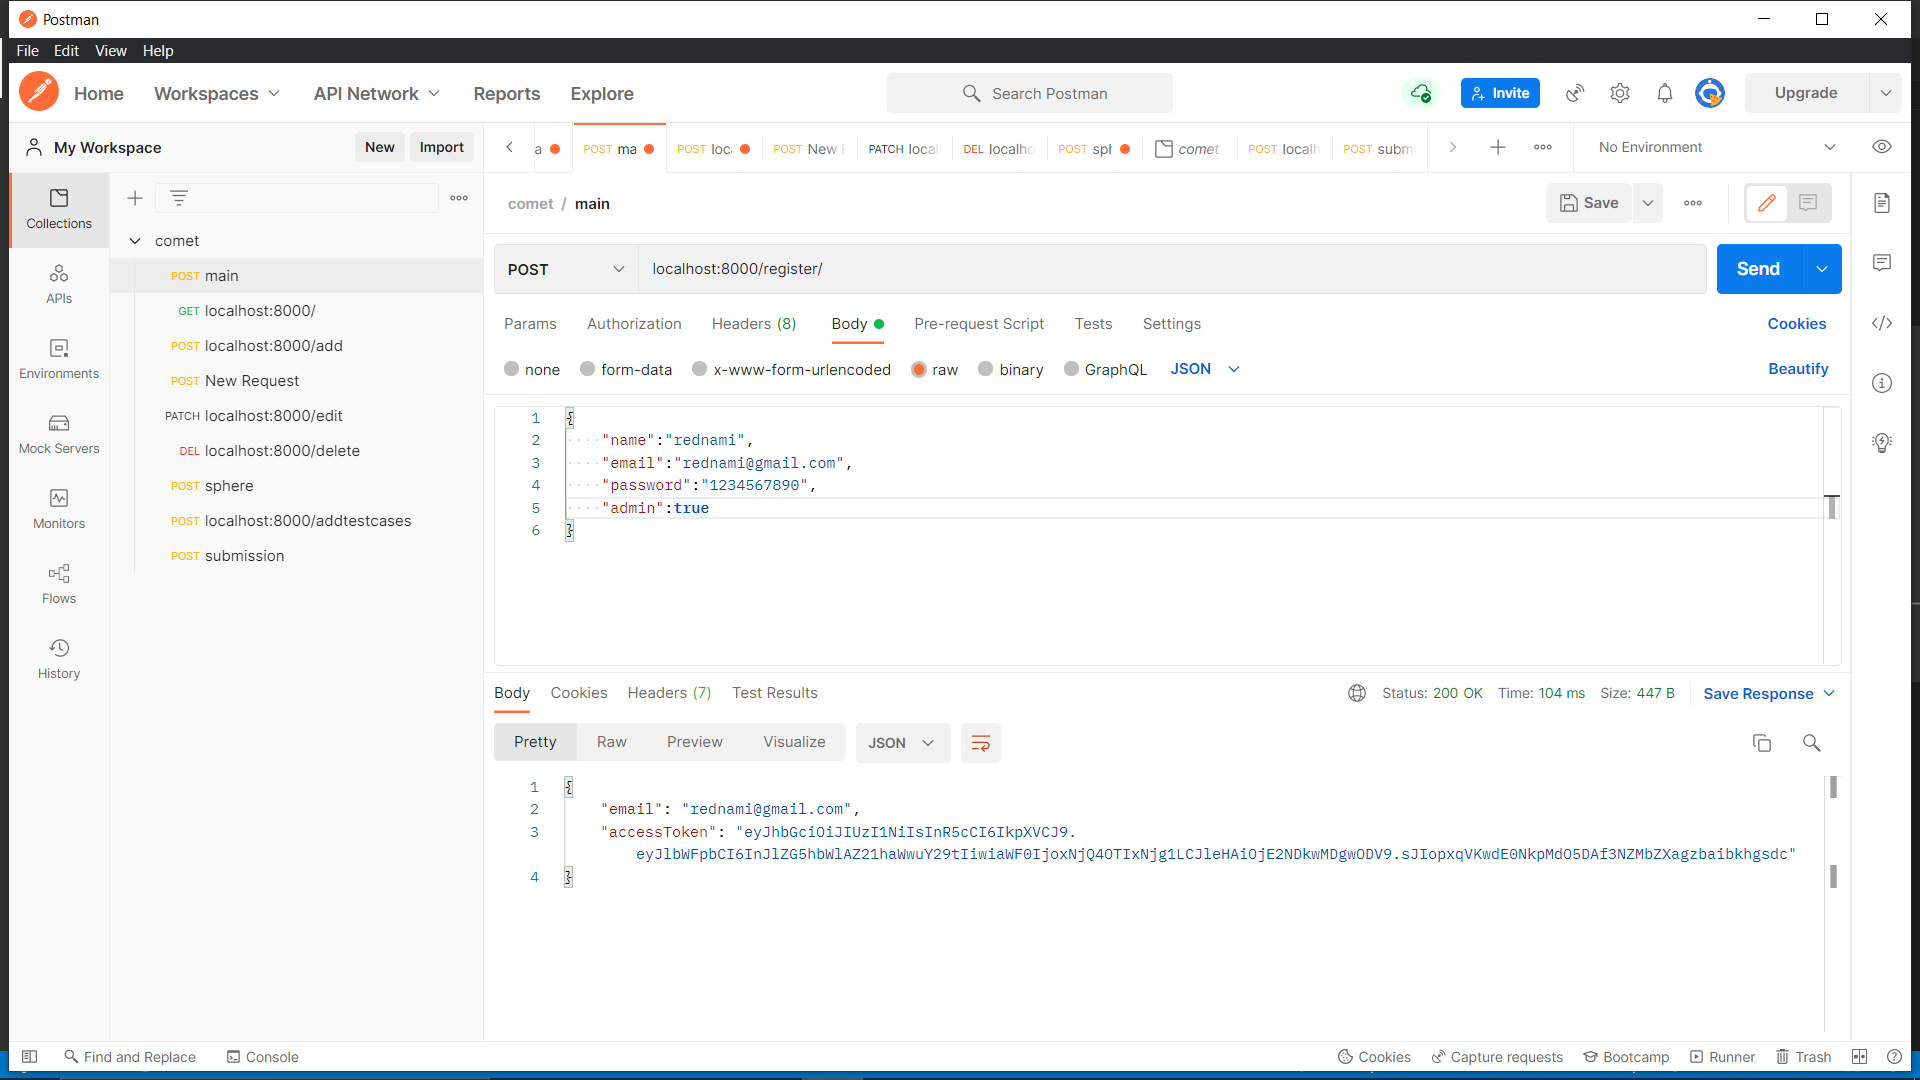 Postman
File Edit View Help
Home Workspaces API Network Reports Explore
Search Postman
Invite
Upgrade
My Workspace
New Import
a
POST ma
POST loc
POST New
PATCH local
DEL localho
POST sph
comet
POST localh
POST submi
No Environment
Collections
APIs
Environments
Mock Servers
Monitors
Flows
History
comet
POST main
GET localhost:8000/
POST localhost:8000/add
POST New Request
PATCH localhost:8000/edit
DEL localhost:8000/delete
POST sphere
POST localhost:8000/addtestcases
POST submission
comet / main
Save
POST localhost:8000/register/
Send
Params Authorization Headers (8) Body Pre-request Script Tests Settings
Cookies
none form-data x-www-form-urlencoded raw binary GraphQL JSON
Beautify
1 {
2 "name":"rednami",
3 "email":"rednami@gmail.com",
4 "password":"1234567890",
5 "admin":true
6 }
Body Cookies Headers (7) Test Results
Status: 200 OK Time: 104 ms Size: 447 B
Save Response
Pretty Raw Preview Visualize JSON
1 {
2 "email": "rednami@gmail.com",
3 "accessToken": "eyJhbGciOiJIUzI1NiIsInR5cCI6IkpXVCJ9.
eyJlbWFpbCI6InJlZG5hbWlAZ21haWwuY29tIiwiaWF0IjoxNjQ4OTIxNjg1LCJleHAiOjE2NDkwMDgwODV9.sJIopxqVKwdE0NkpMdO5DAf3NZMbZXagzbaibkhgsdc"
4 }
Find and Replace Console
Cookies Capture requests Bootcamp Runner Trash